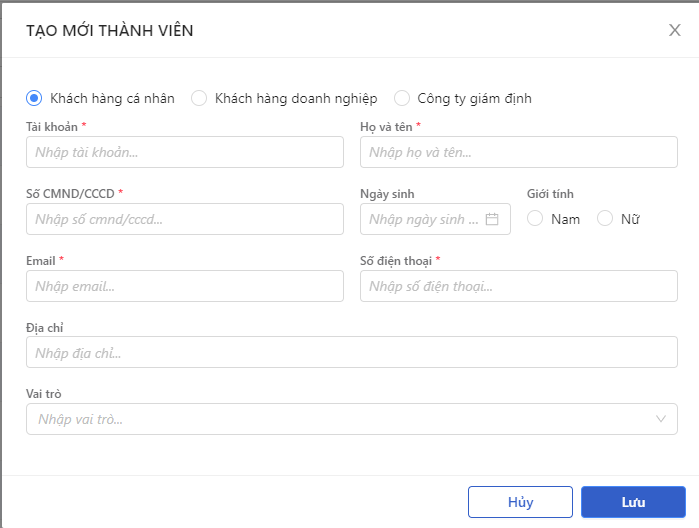 TẠO MỚI THÀNH VIÊN
Khách hàng cá nhân Khách hàng doanh nghiệp Công ty giám định
Tài khoản * Họ và tên *
Nhập tài khoản... Nhập họ và tên...
Số CMND/CCCD * Ngày sinh Giới tính
Nhập số cmnd/cccd... Nhập ngày sinh ... Nam Nữ
Email * Số điện thoại *
Nhập email... Nhập số điện thoại...
Địa chỉ
Nhập địa chỉ...
Vai trò
Nhập vai trò...
Hủy Lưu